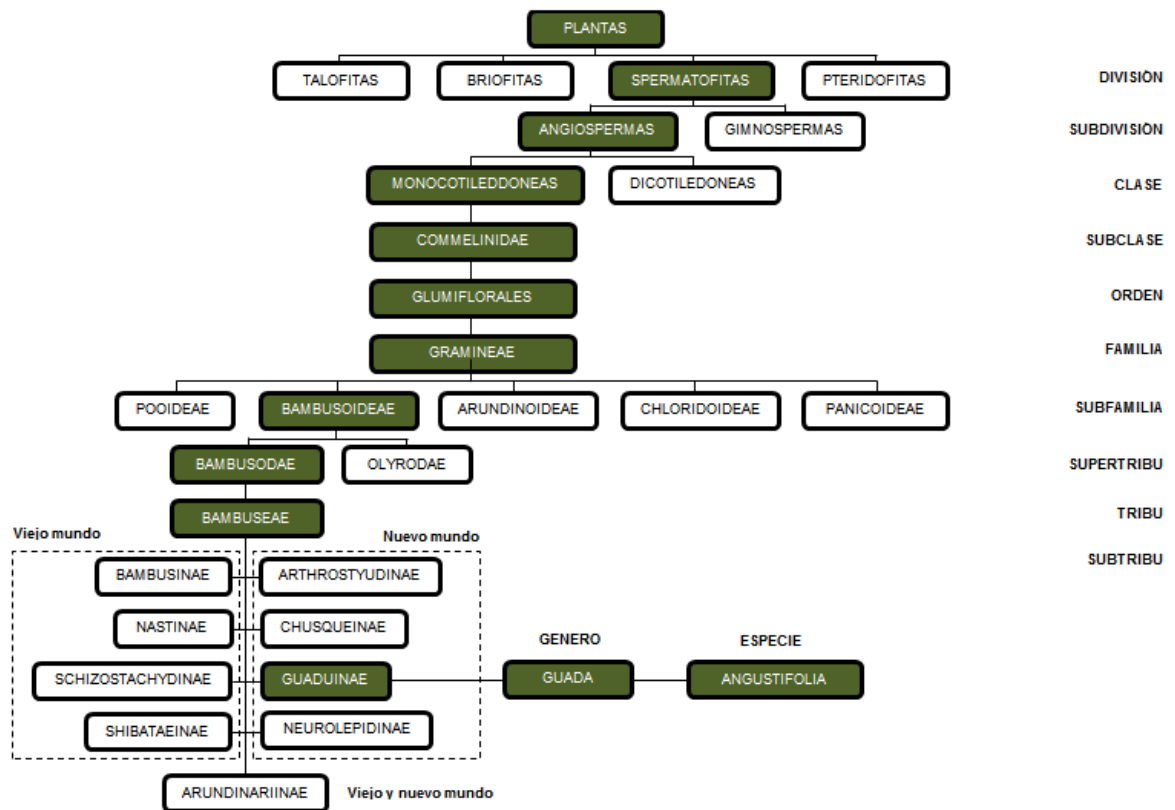 PLANTAS
TALOFITAS BRIOFITAS SPERMATOFITAS PTERIDOFITAS DIVISIÓN
ANGIOSPERMAS GIMNOSPERMAS SUBDIVISIÓN
MONOCOTILEDDONEAS DICOTILEDONEAS CLASE
COMMELINIDAE SUBCLASE
GLUMIFLORALES ORDEN
GRAMINEAE FAMILIA
POOIDEAE BAMBUSOIDEAE ARUNDINOIDEAE CHLORIDOIDEAE PANICOIDEAE SUBFAMILIA
BAMBUSODAE OLYRODAE SUPERTRIBU
BAMBUSEAE TRIBU
Viejo mundo Nuevo mundo
SUBTRIBU
BAMBUSINAE ARTHROSTYUDINAE
NASTINAE CHUSQUEINAE GENERO ESPECIE
SCHIZOSTACHYDINAE GUADUINAE GUADA ANGUSTIFOLIA
SHIBATAEINAE NEUROLEPIDINAE
ARUNDINARIINAE Viejo y nuevo mundo